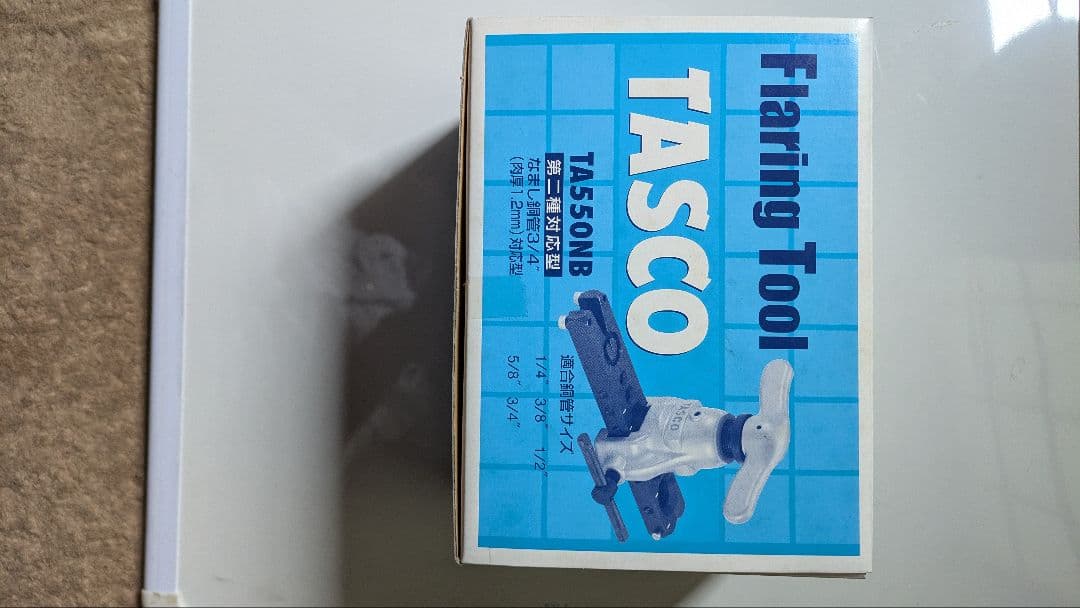 Flaring Tool
TASCO
TA550NB
第二種対応型
なまし銅管3/4"
(肉厚1.2mm)対応型
適合銅管サイズ
1/4" 3/8" 1/2"
5/8" 3/4"
TASCO